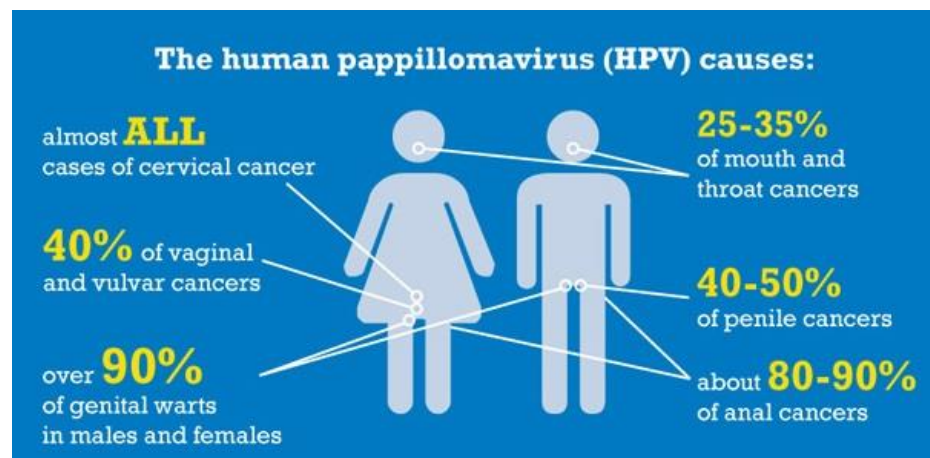 The human pappillomavirus (HPV) causes:
almost ALL
cases of cervical cancer
40% of vaginal
and vulvar cancers
over 90%
of genital warts
in males and females
25-35%
of mouth and
throat cancers
40-50%
of penile cancers
about 80-90%
of anal cancers